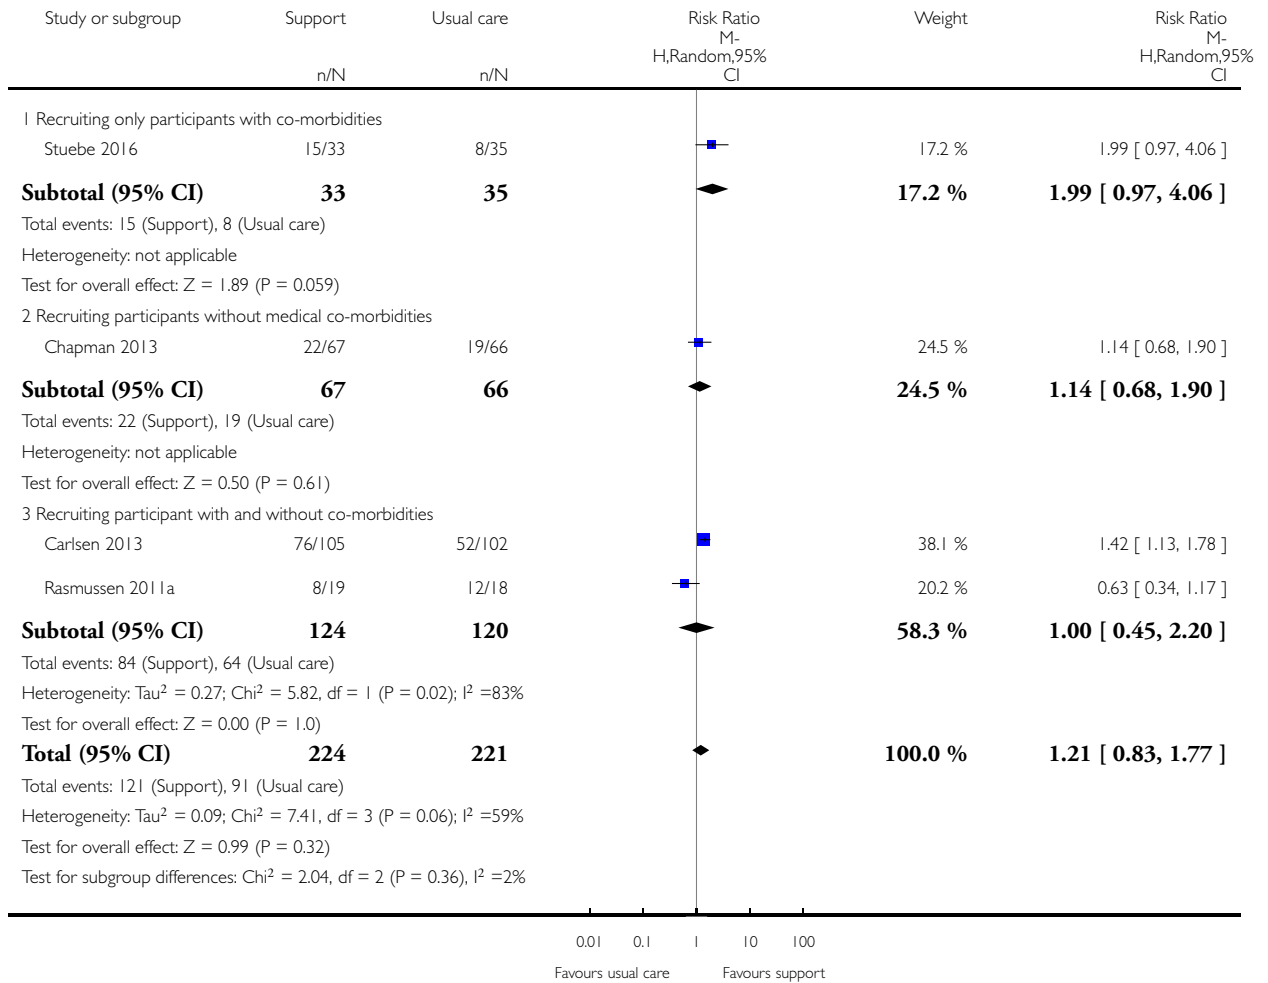 Study or subgroup Support Usual care Risk Ratio Weight Risk Ratio
M- M-
H,Random,95% H,Random,95%
n/N n/N CI CI
1 Recruiting only participants with co-morbidities
Stuebe 2016 15/33 8/35 17.2 % 1.99 [ 0.97, 4.06 ]
Subtotal (95% CI) 33 35 17.2 % 1.99 [ 0.97, 4.06 ]
Total events: 15 (Support), 8 (Usual care)
Heterogeneity: not applicable
Test for overall effect: Z = 1.89 (P = 0.059)
2 Recruiting participants without medical co-morbidities
Chapman 2013 22/67 19/66 24.5 % 1.14 [ 0.68, 1.90 ]
Subtotal (95% CI) 67 66 24.5 % 1.14 [ 0.68, 1.90 ]
Total events: 22 (Support), 19 (Usual care)
Heterogeneity: not applicable
Test for overall effect: Z = 0.50 (P = 0.61)
3 Recruiting participant with and without co-morbidities
Carlsen 2013 76/105 52/102 38.1 % 1.42 [ 1.13, 1.78 ]
Rasmussen 2011a 8/19 12/18 20.2 % 0.63 [ 0.34, 1.17 ]
Subtotal (95% CI) 124 120 58.3 % 1.00 [ 0.45, 2.20 ]
Total events: 84 (Support), 64 (Usual care)
Heterogeneity: Tau² = 0.27; Chi² = 5.82, df = 1 (P = 0.02); I² =83%
Test for overall effect: Z = 0.00 (P = 1.0)
Total (95% CI) 224 221 100.0 % 1.21 [ 0.83, 1.77 ]
Total events: 121 (Support), 91 (Usual care)
Heterogeneity: Tau² = 0.09; Chi² = 7.41, df = 3 (P = 0.06); I² =59%
Test for overall effect: Z = 0.99 (P = 0.32)
Test for subgroup differences: Chi² = 2.04, df = 2 (P = 0.36), I² =2%
0.01 0.1 1 10 100
Favours usual care Favours support